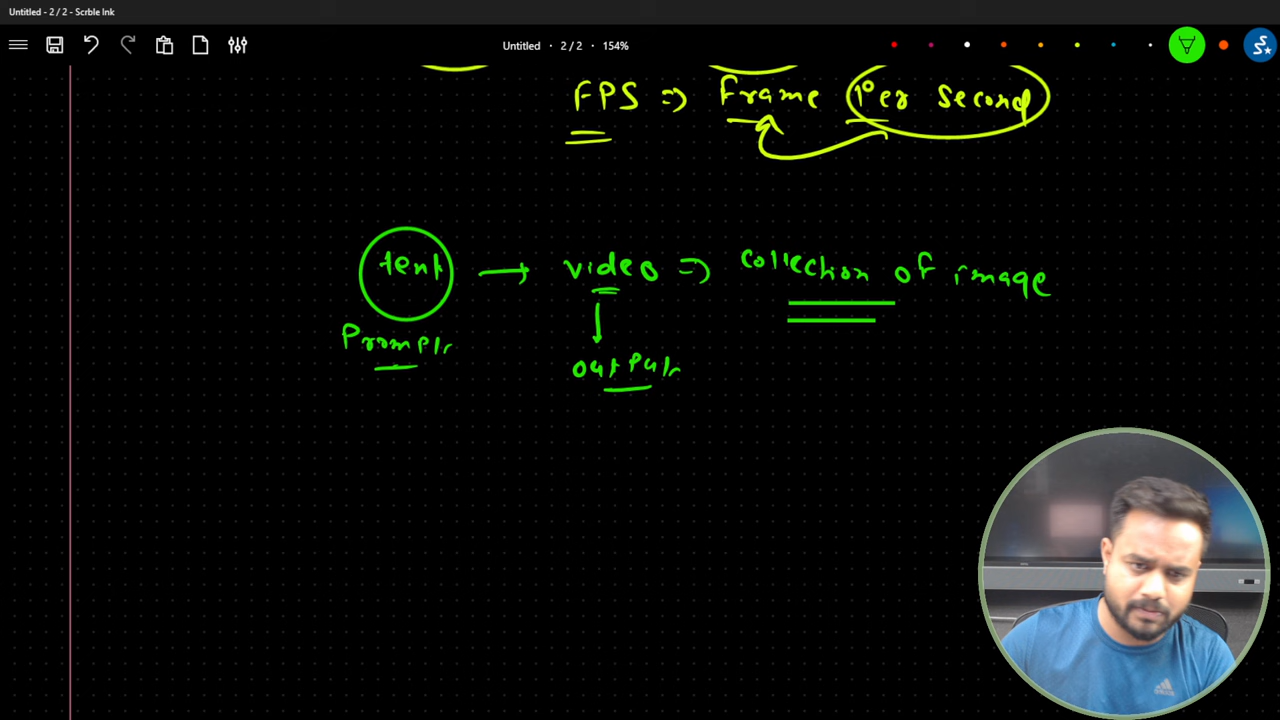 Untitled - 2 / 2 - Scrble Ink
Untitled • 2 / 2 • 154%
FPS => Frame Per Second
text → video => collection of image
Prompt
output